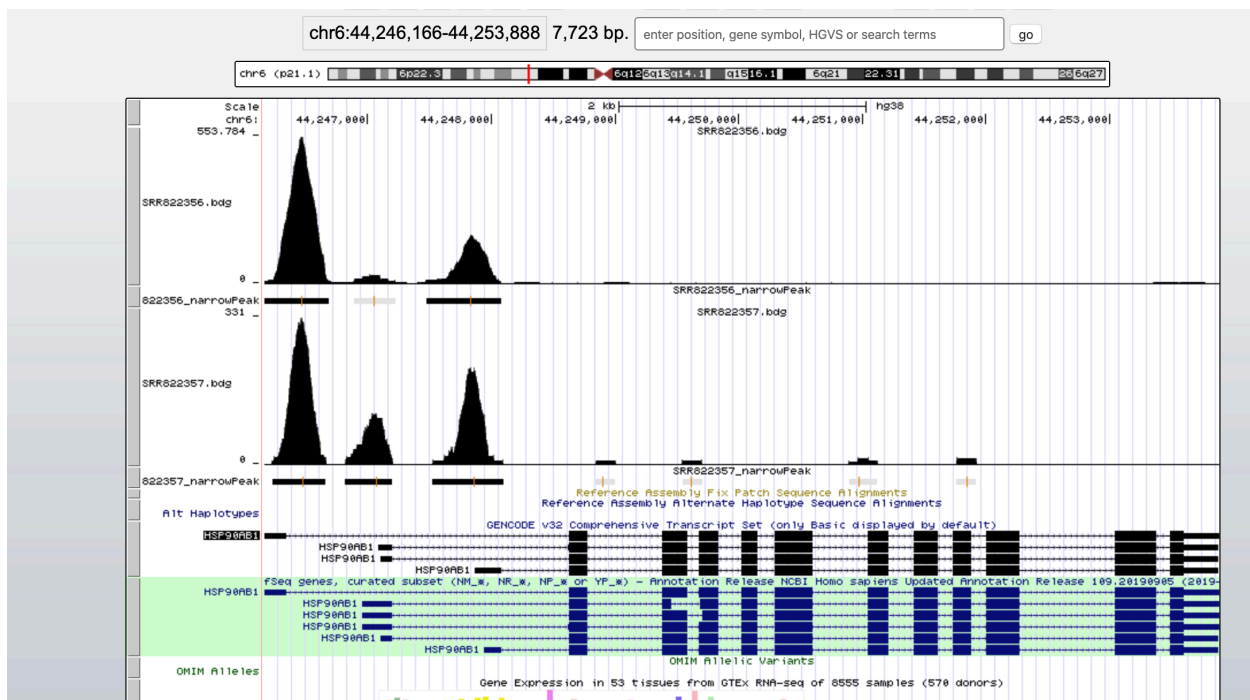 chr6:44,246,166-44,253,888 7,723 bp. enter position, gene symbol, HGVS or search terms go
chr6 (p21.1) 6p22.3 6q12 6q13 q14.1 q15 16.1 6q21 22.31 26 6q27
Scale 2 kb hg38
chr6: 44,247,000 44,248,000 44,249,000 44,250,000 44,251,000 44,252,000 44,253,000
553.784 _ SRR822356.bdg
SRR822356.bdg
0 _
SRR822356_narrowPeak
822356_narrowPeak
331 _ SRR822357.bdg
SRR822357.bdg
0 _
SRR822357_narrowPeak
822357_narrowPeak
Reference Assembly Fix Patch Sequence Alignments
Reference Assembly Alternate Haplotype Sequence Alignments
Alt Haplotypes
GENCODE v32 Comprehensive Transcript Set (only Basic displayed by default)
HSP90AB1
HSP90AB1
HSP90AB1
HSP90AB1
fSeq genes, curated subset (NM_*, NR_*, NP_* or YP_*) - Annotation Release NCBI Homo sapiens Updated Annotation Release 109.20190905 (2019-
HSP90AB1
HSP90AB1
HSP90AB1
HSP90AB1
HSP90AB1
HSP90AB1
OMIM Allelic Variants
OMIM Alleles
Gene Expression in 53 tissues from GTEx RNA-seq of 8555 samples (570 donors)